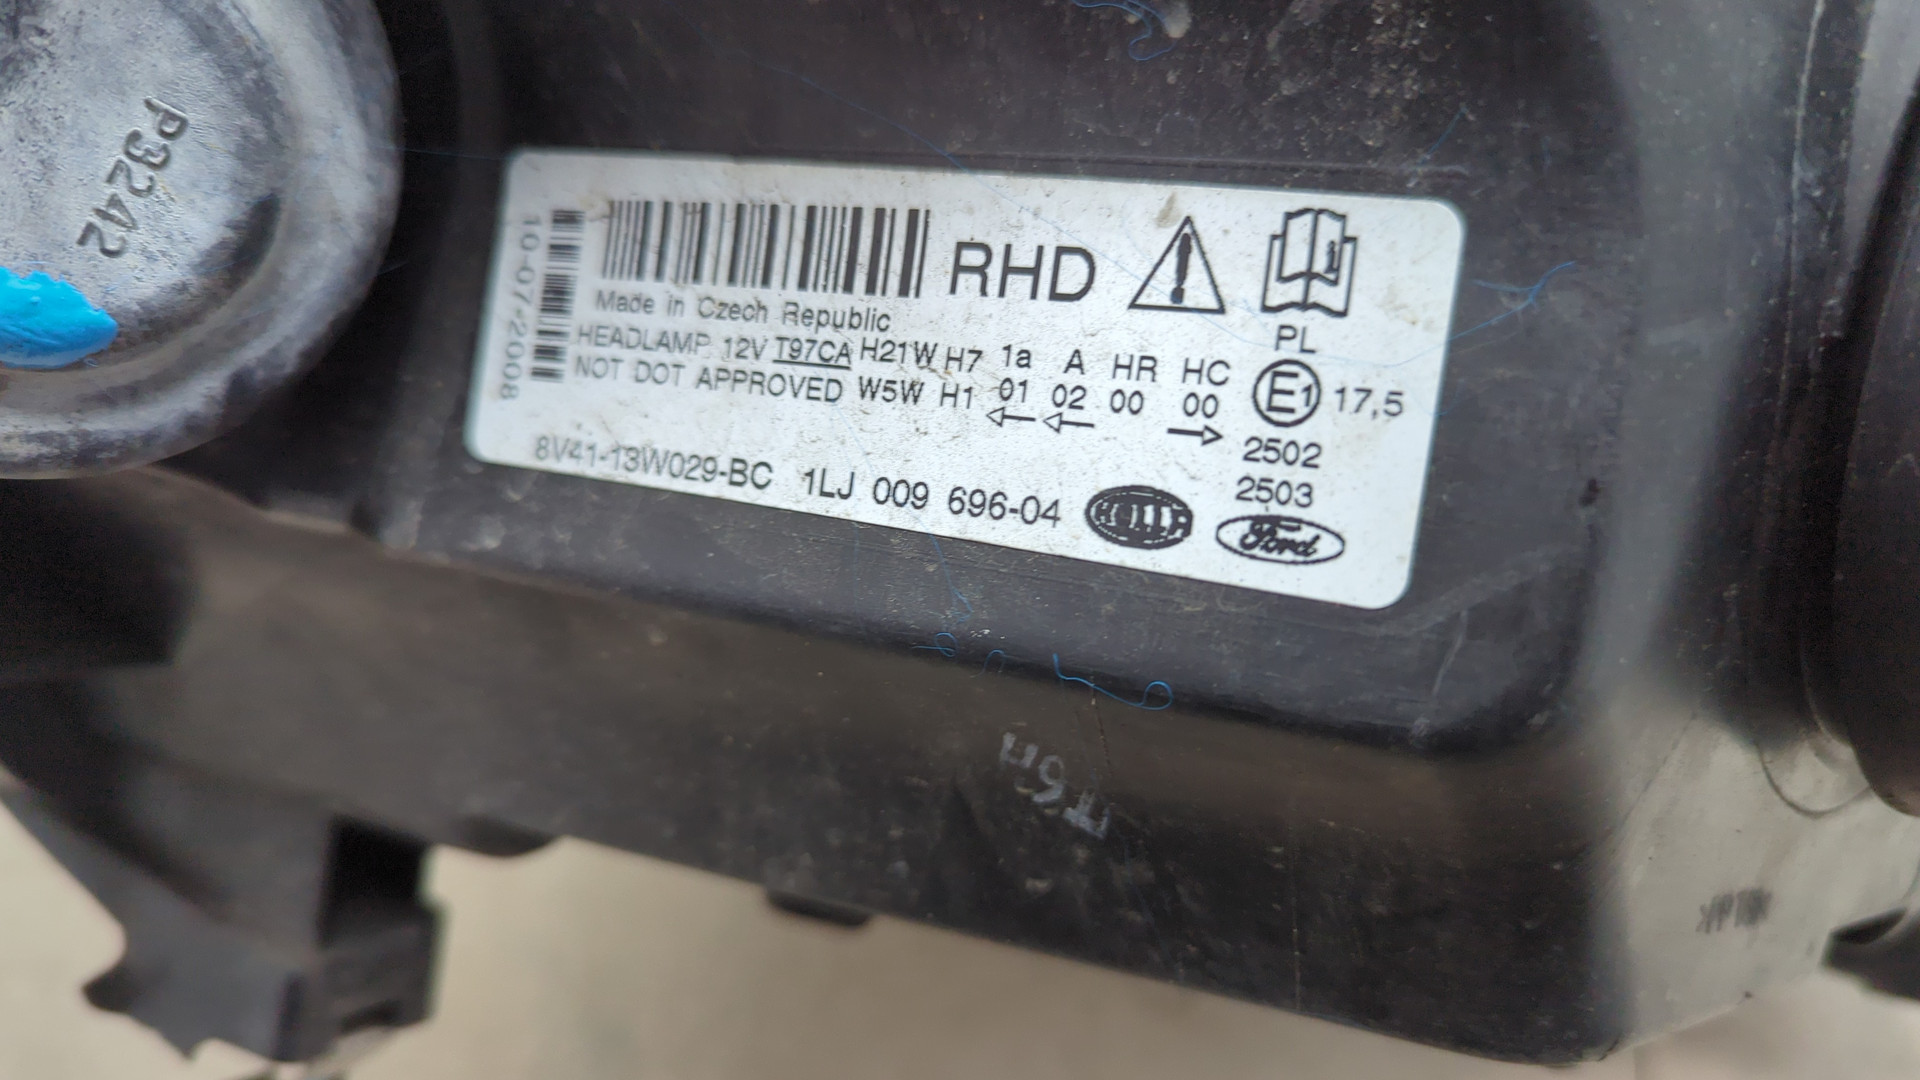 P3242
10-07-2008
RHD
Made in Czech Republic
PL
HEADLAMP 12V T97CA H21W H7 1a A HR HC E1 17,5
NOT DOT APPROVED W5W H1 01 02 00 00
2502
2503
8V41-13W029-BC 1LJ 009 696-04
Ford